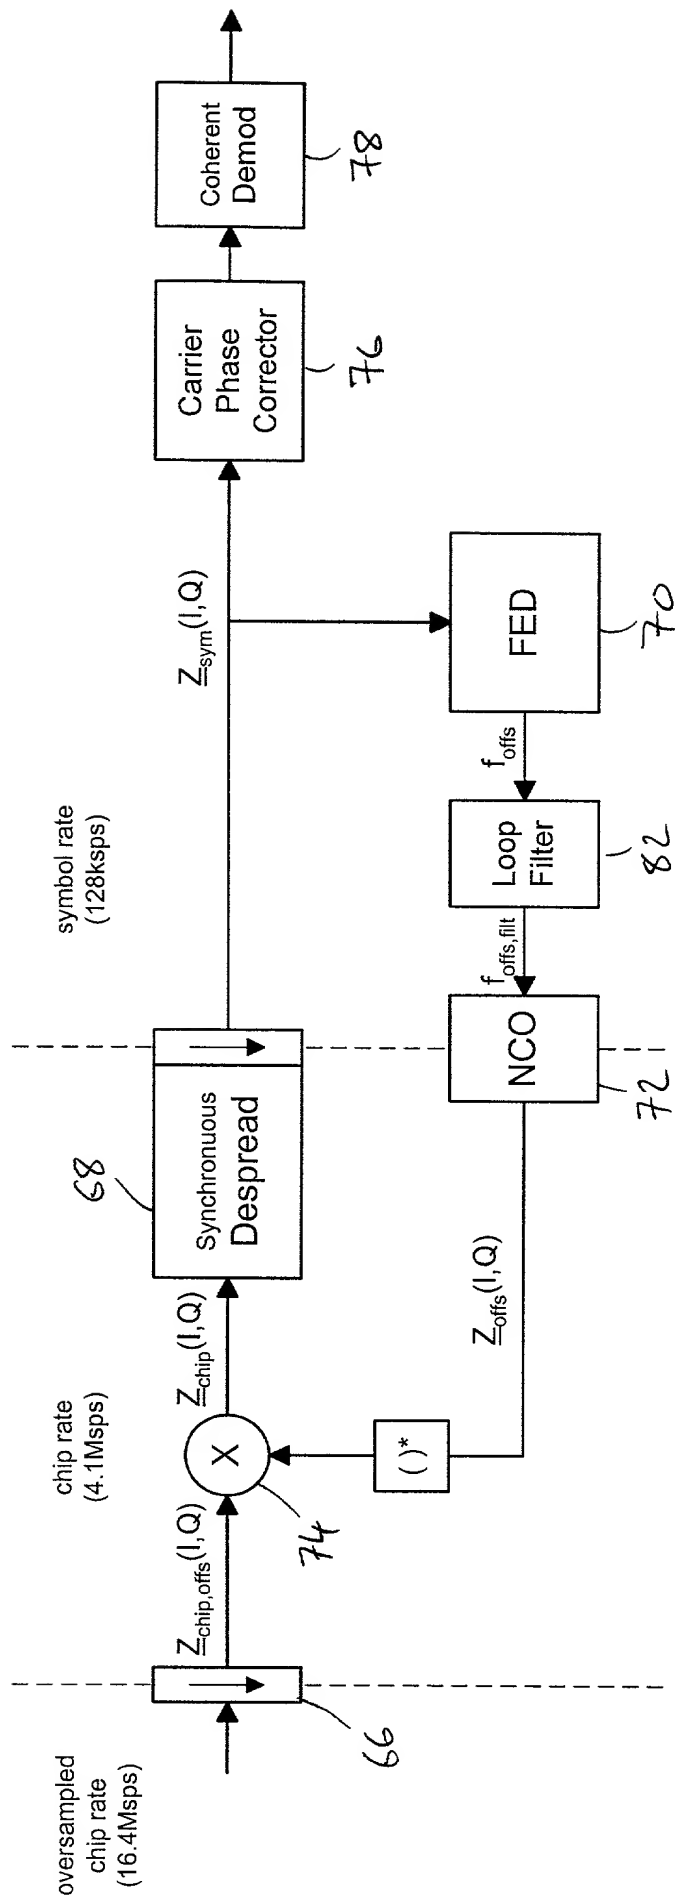 oversampled
chip rate
(16.4Msps)
chip rate
(4.1Msps)
symbol rate
(128ksps)
66
Z_chip,offs(I,Q)
X
74
Z_chip(I,Q)
Synchronuous
Despread
68
Z_sym(I,Q)
Carrier
Phase
Corrector
76
Coherent
Demod
78
( )*
Z_offs(I,Q)
NCO
72
f_offs,filt
Loop
Filter
82
f_offs
FED
70